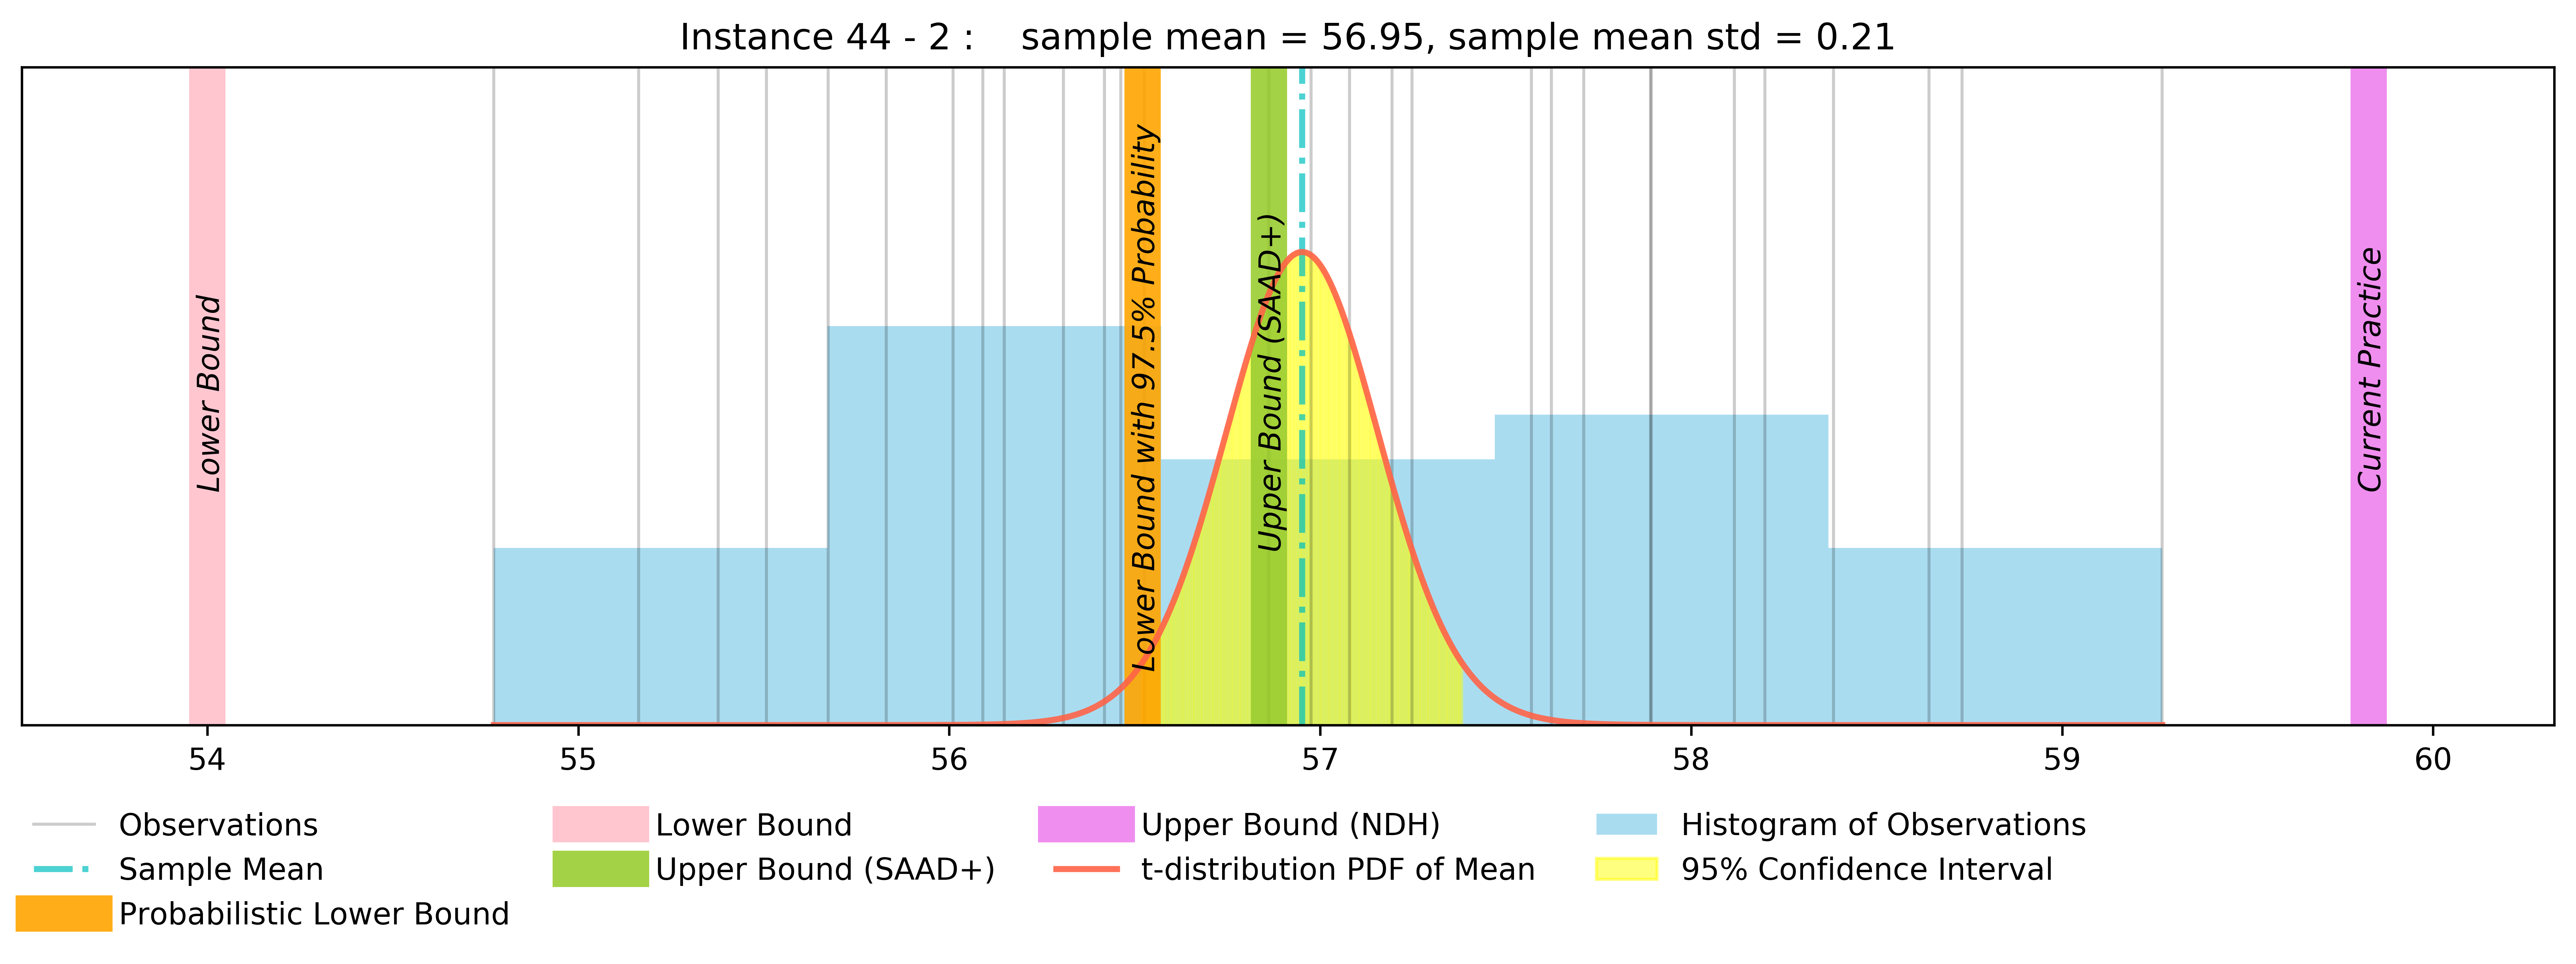 Instance 44 - 2 :    sample mean = 56.95, sample mean std = 0.21
Lower Bound
Lower Bound with 97.5% Probability
Upper Bound (SAAD+)
Current Practice
54 55 56 57 58 59 60
Observations
Sample Mean
Probabilistic Lower Bound
Lower Bound
Upper Bound (SAAD+)
Upper Bound (NDH)
t-distribution PDF of Mean
Histogram of Observations
95% Confidence Interval